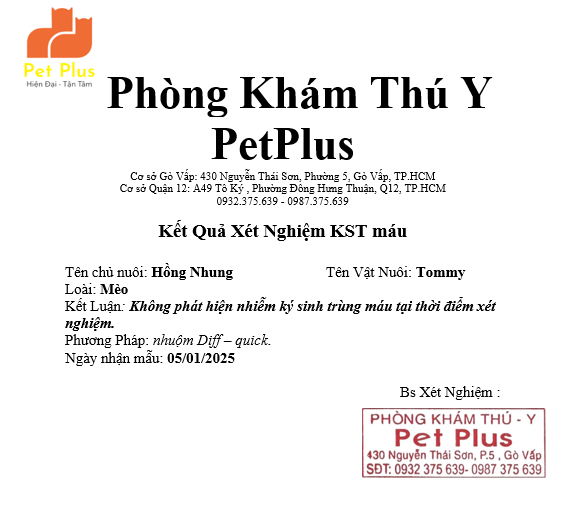 Pet Plus
Hiện Đại - Tận Tâm
Phòng Khám Thú Y
PetPlus
Cơ sở Gò Vấp: 430 Nguyễn Thái Sơn, Phường 5, Gò Vấp, TP.HCM
Cơ sở Quận 12: A49 Tô Ký , Phường Đông Hưng Thuận, Q12, TP.HCM
0932.375.639 - 0987.375.639
Kết Quả Xét Nghiệm KST máu
Tên chủ nuôi: Hồng Nhung Tên Vật Nuôi: Tommy
Loài: Mèo
Kết Luận: Không phát hiện nhiễm ký sinh trùng máu tại thời điểm xét
nghiệm.
Phương Pháp: nhuộm Diff – quick.
Ngày nhận mẫu: 05/01/2025
Bs Xét Nghiệm :
PHÒNG KHÁM THÚ - Y
Pet Plus
430 Nguyễn Thái Sơn, P.5 , Gò Vấp
SĐT: 0932 375 639- 0987 375 639